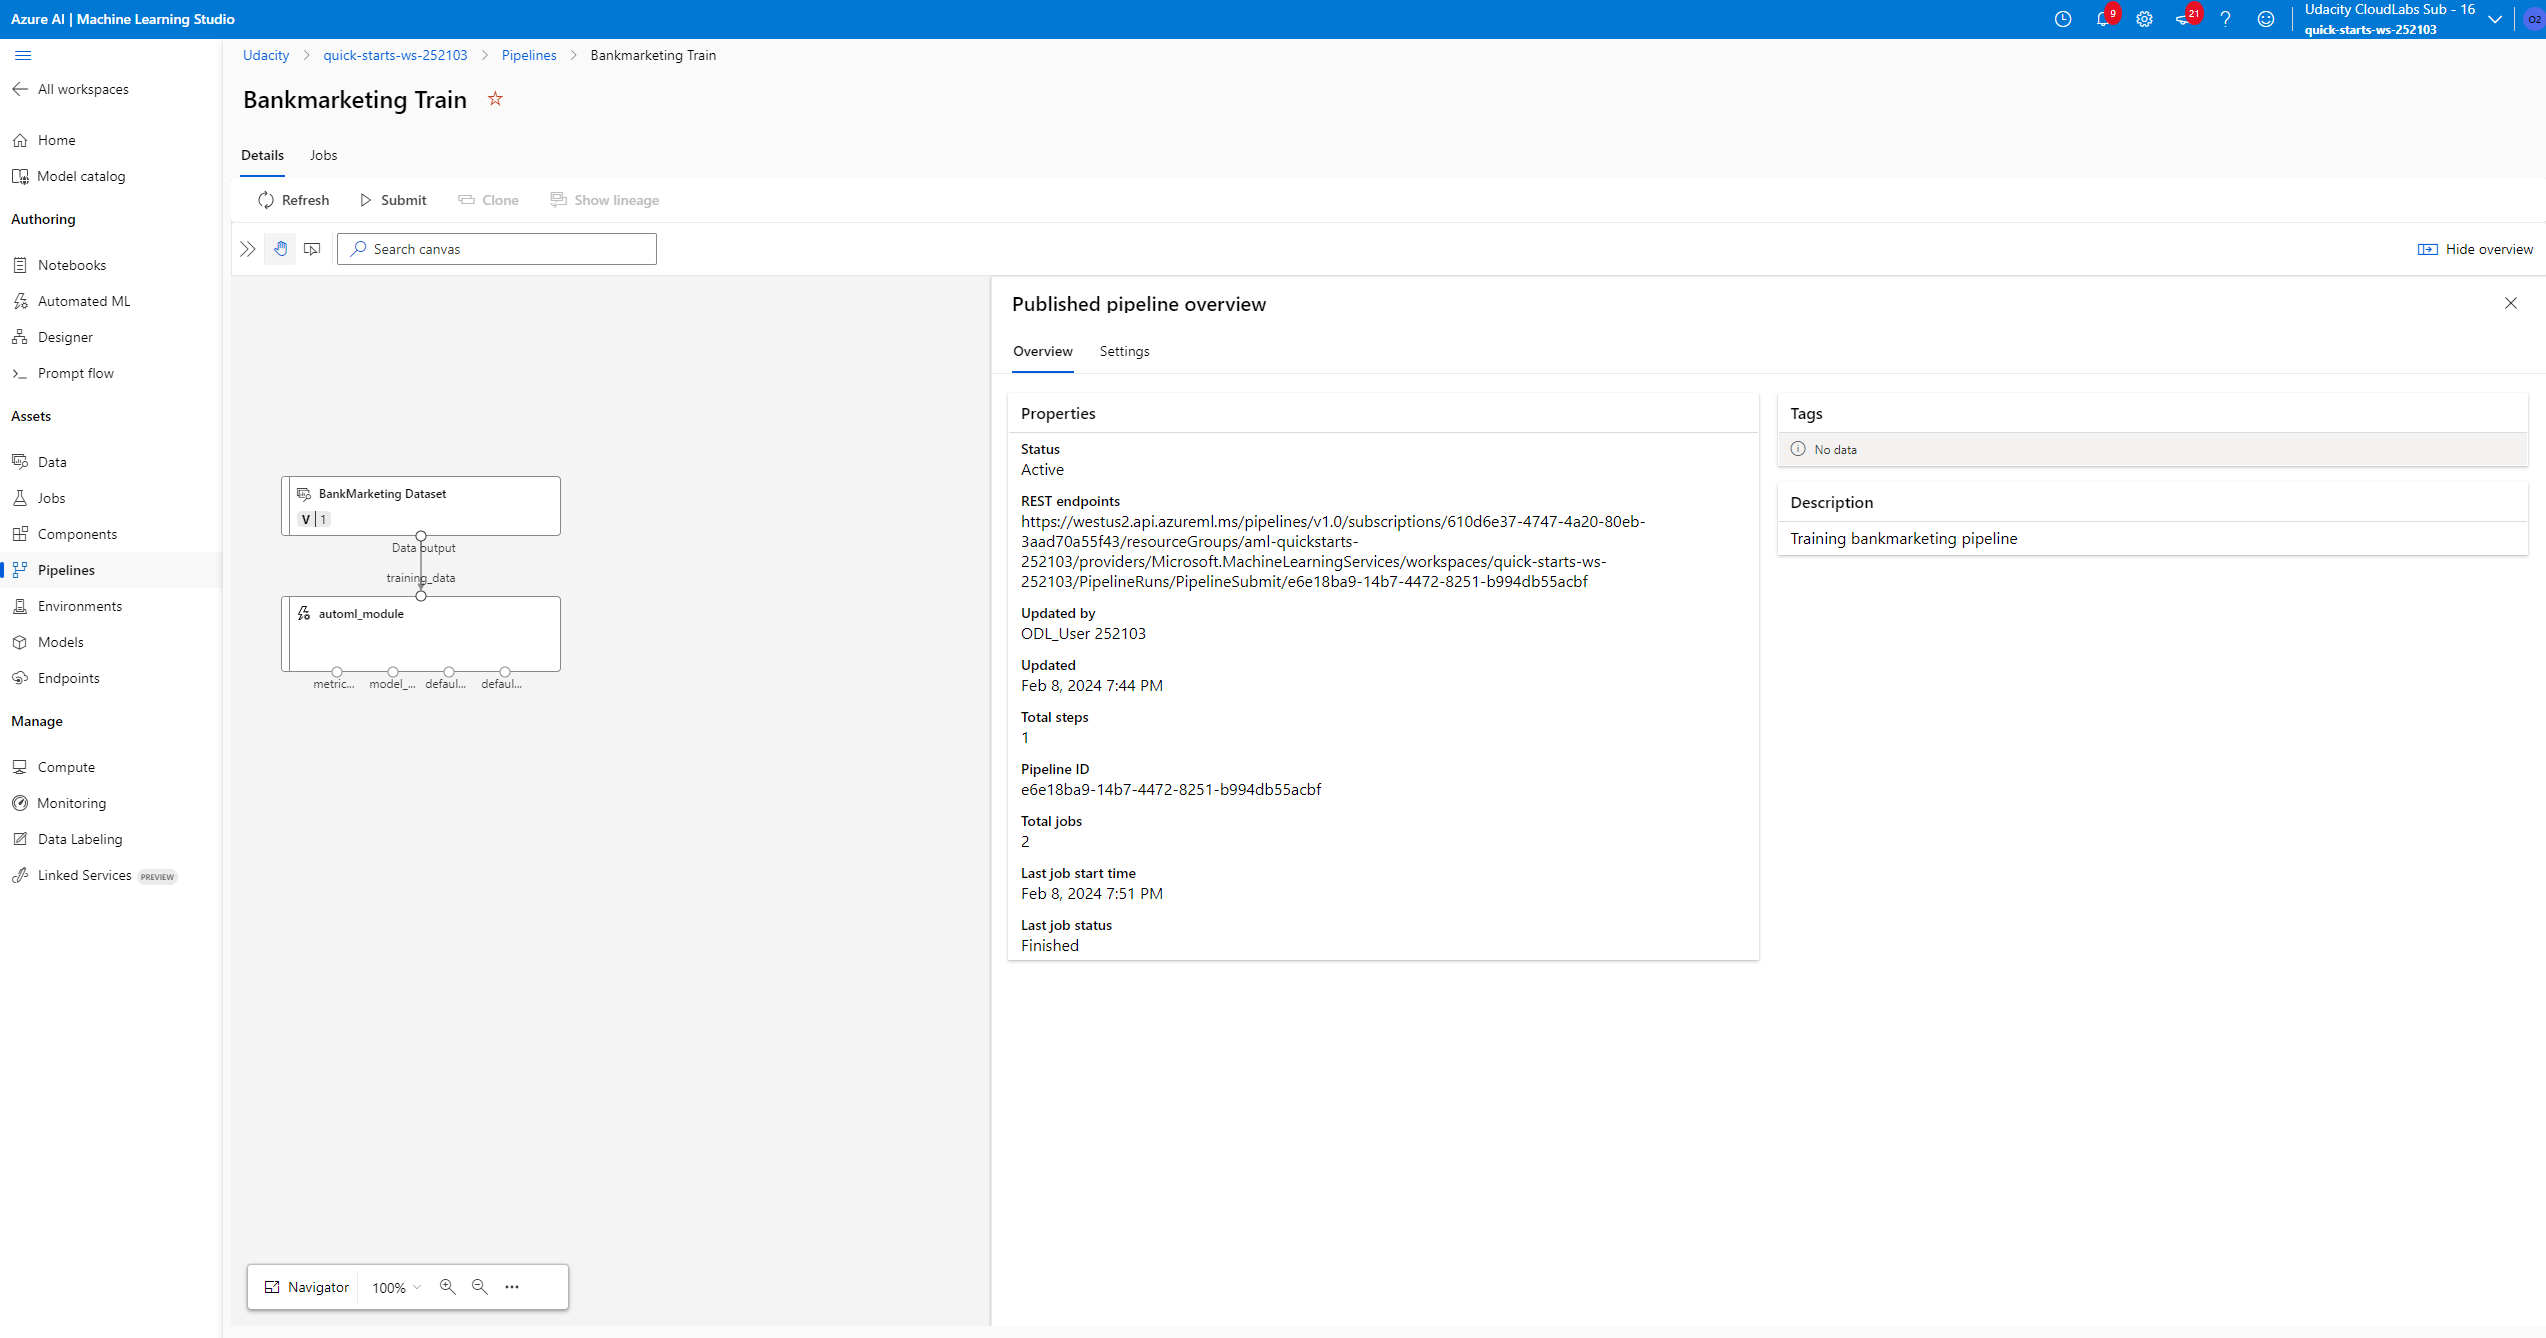 Azure AI | Machine Learning Studio
9
21
Udacity CloudLabs Sub - 16
quick-starts-ws-252103
O2
All workspaces
Home
Model catalog
Authoring
Notebooks
Automated ML
Designer
Prompt flow
Assets
Data
Jobs
Components
Pipelines
Environments
Models
Endpoints
Manage
Compute
Monitoring
Data Labeling
Linked Services PREVIEW
Udacity > quick-starts-ws-252103 > Pipelines > Bankmarketing Train
Bankmarketing Train
Details Jobs
Refresh Submit Clone Show lineage
Search canvas
Hide overview
BankMarketing Dataset
V | 1
Data output
training_data
automl_module
metric... model_... defaul... defaul...
Navigator 100%
Published pipeline overview
Overview Settings
Properties
Status
Active
REST endpoints
https://westus2.api.azureml.ms/pipelines/v1.0/subscriptions/610d6e37-4747-4a20-80eb-
3aad70a55f43/resourceGroups/aml-quickstarts-
252103/providers/Microsoft.MachineLearningServices/workspaces/quick-starts-ws-
252103/PipelineRuns/PipelineSubmit/e6e18ba9-14b7-4472-8251-b994db55acbf
Updated by
ODL_User 252103
Updated
Feb 8, 2024 7:44 PM
Total steps
1
Pipeline ID
e6e18ba9-14b7-4472-8251-b994db55acbf
Total jobs
2
Last job start time
Feb 8, 2024 7:51 PM
Last job status
Finished
Tags
No data
Description
Training bankmarketing pipeline